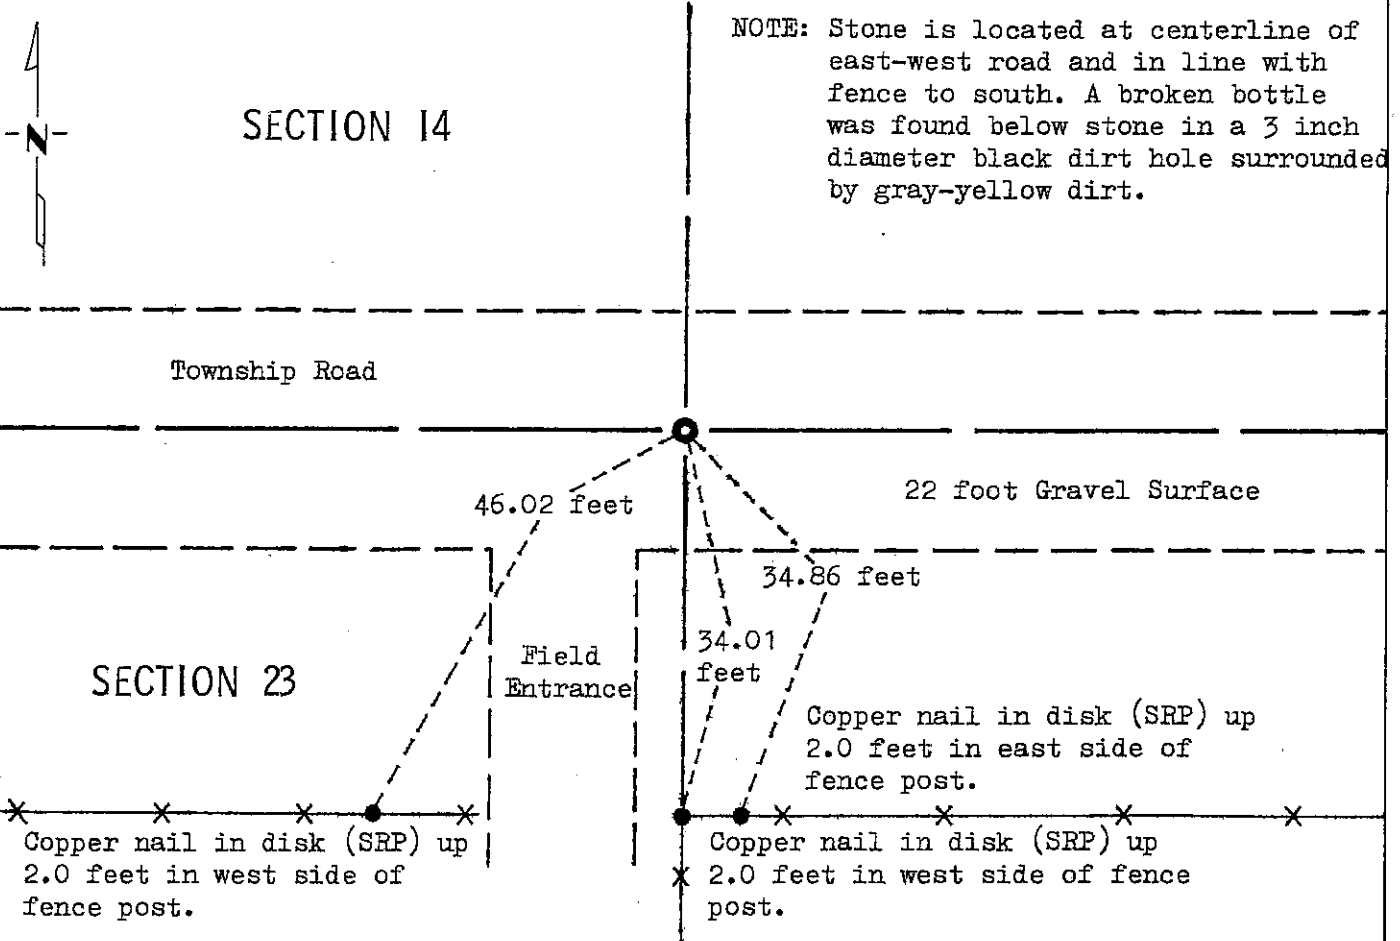 NOTE: Stone is located at centerline of
east-west road and in line with
fence to south. A broken bottle
was found below stone in a 3 inch
diameter black dirt hole surrounded
by gray-yellow dirt.
N
SECTION 14
Township Road
46.02 feet
22 foot Gravel Surface
34.86 feet
34.01
feet
Field
Entrance
SECTION 23
Copper nail in disk (SRP) up
2.0 feet in east side of
fence post.
Copper nail in disk (SRP) up
2.0 feet in west side of
fence post.
Copper nail in disk (SRP) up
2.0 feet in west side of fence
post.